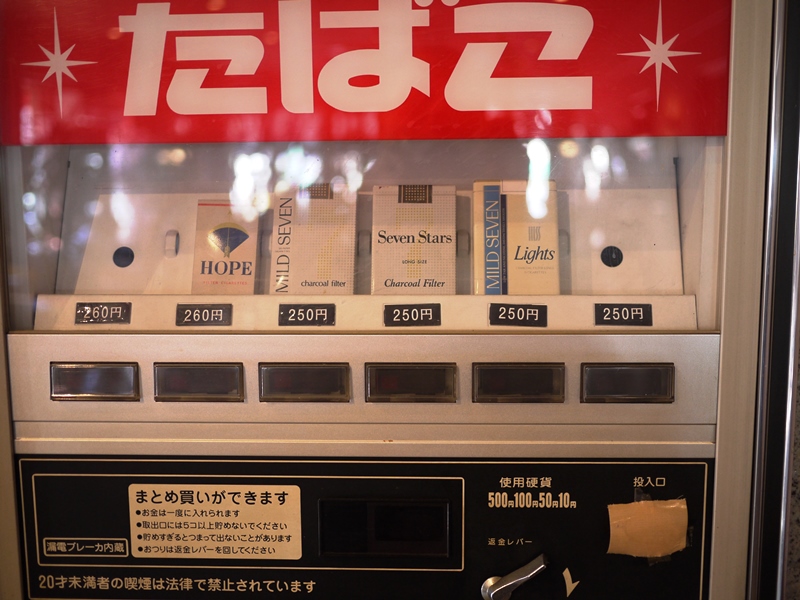 たばこ
HOPE
MILD SEVEN
charcoal filter
Seven Stars
LONG SIZE
Charcoal Filter
MILD SEVEN
Lights
260円
260円
250円
250円
250円
250円
まとめ買いができます
●お金は一度に入れられます
●取出口には5コ以上貯めないでください
●貯めすぎるとつまって出ないことがあります
●おつりは返金レバーを回してください
漏電ブレーカ内蔵
20才未満者の喫煙は法律で禁止されています
使用硬貨
500円100円50円10円
投入口
返金レバー